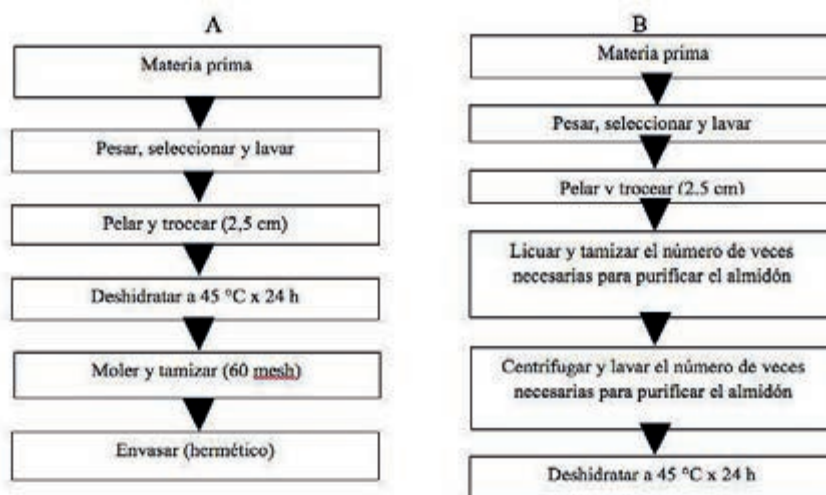 A
Materia prima
Pesar, seleccionar y lavar
Pelar y trocear (2,5 cm)
Deshidratar a 45 °C x 24 h
Moler y tamizar (60 mesh)
Envasar (hermético)
B
Materia prima
Pesar, seleccionar y lavar
Pelar y trocear (2.5 cm)
Licuar y tamizar el número de veces
necesarias para purificar el almidón
Centrifugar y lavar el número de veces
necesarias para purificar el almidón
Deshidratar a 45 °C x 24 h